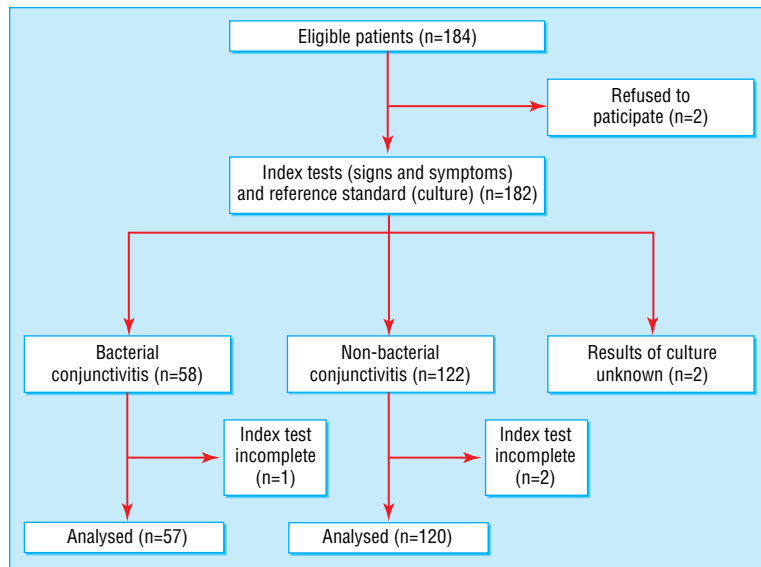 Eligible patients (n=184)
Refused to
paticipate (n=2)
Index tests (signs and symptoms)
and reference standard (culture) (n=182)
Bacterial
conjunctivitis (n=58)
Non-bacterial
conjunctivitis (n=122)
Results of culture
unknown (n=2)
Index test
incomplete
(n=1)
Index test
incomplete
(n=2)
Analysed (n=57)
Analysed (n=120)